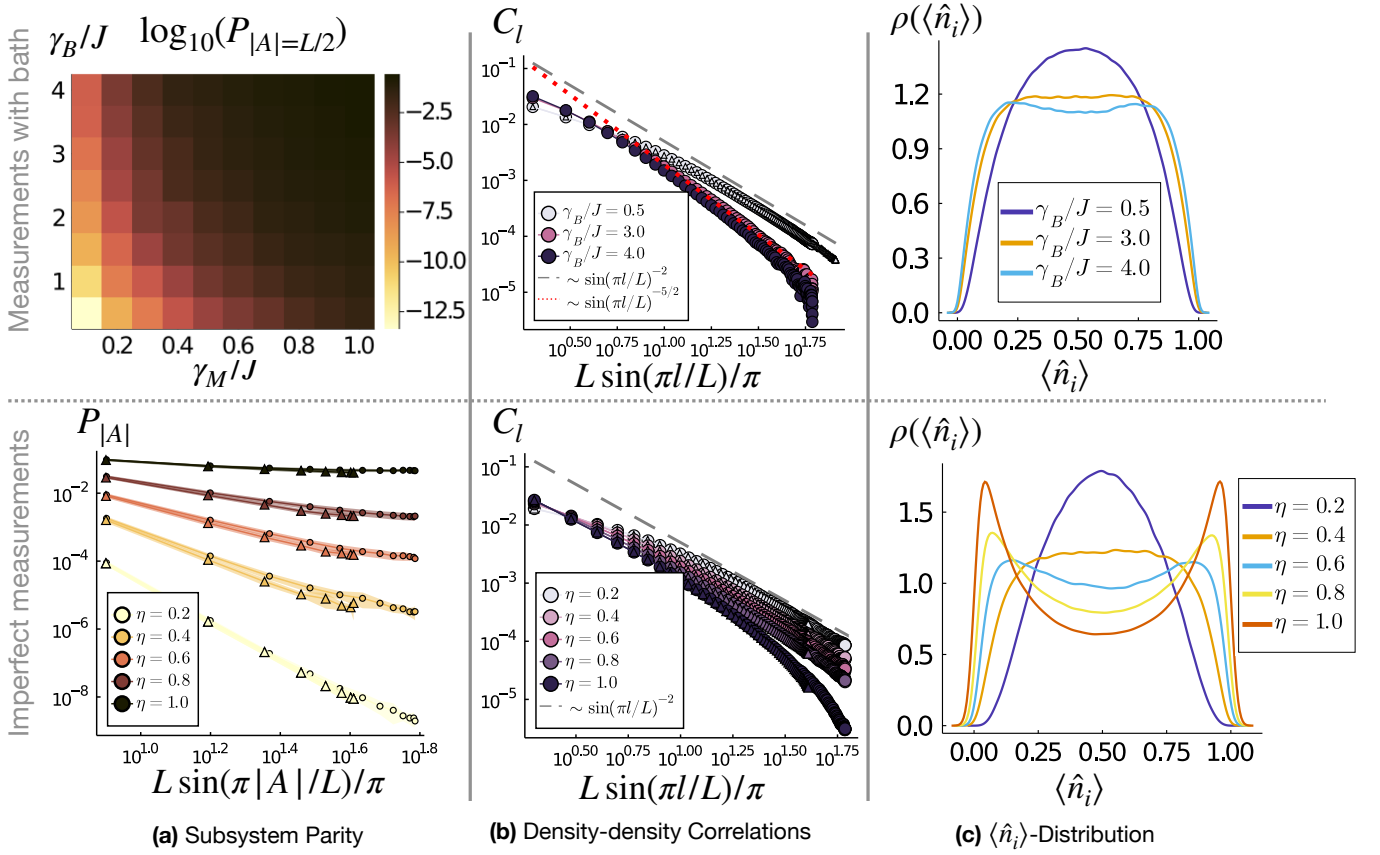 Measurements with bath
γ_B/J log₁₀(P_{|A|=L/2})
4
3
2
1
0.2 0.4 0.6 0.8 1.0
γ_M/J
−2.5
−5.0
−7.5
−10.0
−12.5
C_l
10⁻¹
10⁻²
10⁻³
10⁻⁴
10⁻⁵
γ_B/J = 0.5
γ_B/J = 3.0
γ_B/J = 4.0
∼ sin(πl/L)⁻²
∼ sin(πl/L)^{−5/2}
10^{0.50} 10^{0.75} 10^{1.00} 10^{1.25} 10^{1.50} 10^{1.75}
L sin(πl/L)/π
ρ(⟨n̂_i⟩)
1.2
0.9
0.6
0.3
0.0
γ_B/J = 0.5
γ_B/J = 3.0
γ_B/J = 4.0
0.00 0.25 0.50 0.75 1.00
⟨n̂_i⟩
Imperfect measurements
P_{|A|}
10⁻²
10⁻⁴
10⁻⁶
10⁻⁸
η = 0.2
η = 0.4
η = 0.6
η = 0.8
η = 1.0
10^{1.0} 10^{1.2} 10^{1.4} 10^{1.6} 10^{1.8}
L sin(π|A|/L)/π
(a) Subsystem Parity
C_l
10⁻¹
10⁻²
10⁻³
10⁻⁴
10⁻⁵
η = 0.2
η = 0.4
η = 0.6
η = 0.8
η = 1.0
∼ sin(πl/L)⁻²
10^{0.50} 10^{0.75} 10^{1.00} 10^{1.25} 10^{1.50} 10^{1.75}
L sin(πl/L)/π
(b) Density-density Correlations
ρ(⟨n̂_i⟩)
1.5
1.0
0.5
0.0
0.00 0.25 0.50 0.75 1.00
⟨n̂_i⟩
η = 0.2
η = 0.4
η = 0.6
η = 0.8
η = 1.0
(c) ⟨n̂_i⟩-Distribution